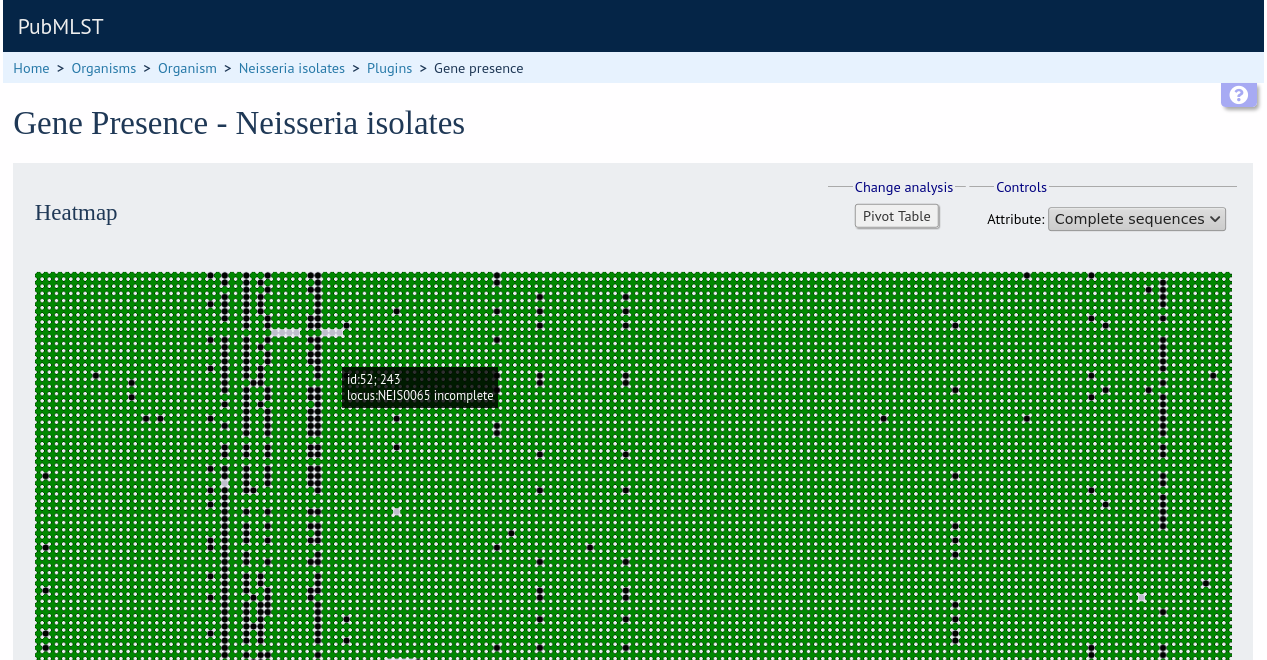 PubMLST
Home > Organisms > Organism > Neisseria isolates > Plugins > Gene presence
?
Gene Presence - Neisseria isolates
Change analysis
Controls
Heatmap
Pivot Table
Attribute: Complete sequences
id:52; 243
locus:NEIS0065 incomplete